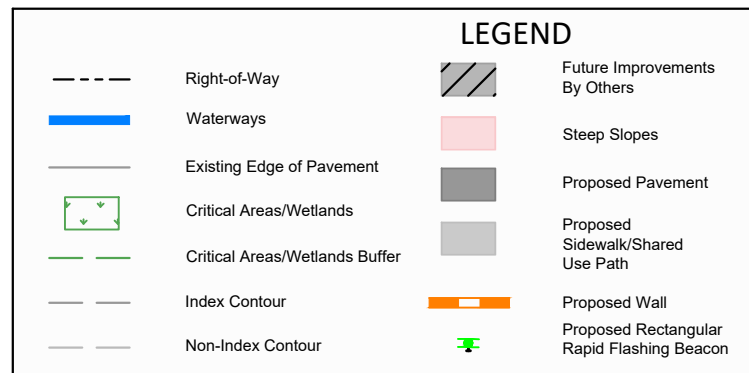 LEGEND
Right-of-Way
Waterways
Existing Edge of Pavement
Critical Areas/Wetlands
Critical Areas/Wetlands Buffer
Index Contour
Non-Index Contour
Future Improvements
By Others
Steep Slopes
Proposed Pavement
Proposed
Sidewalk/Shared
Use Path
Proposed Wall
Proposed Rectangular
Rapid Flashing Beacon